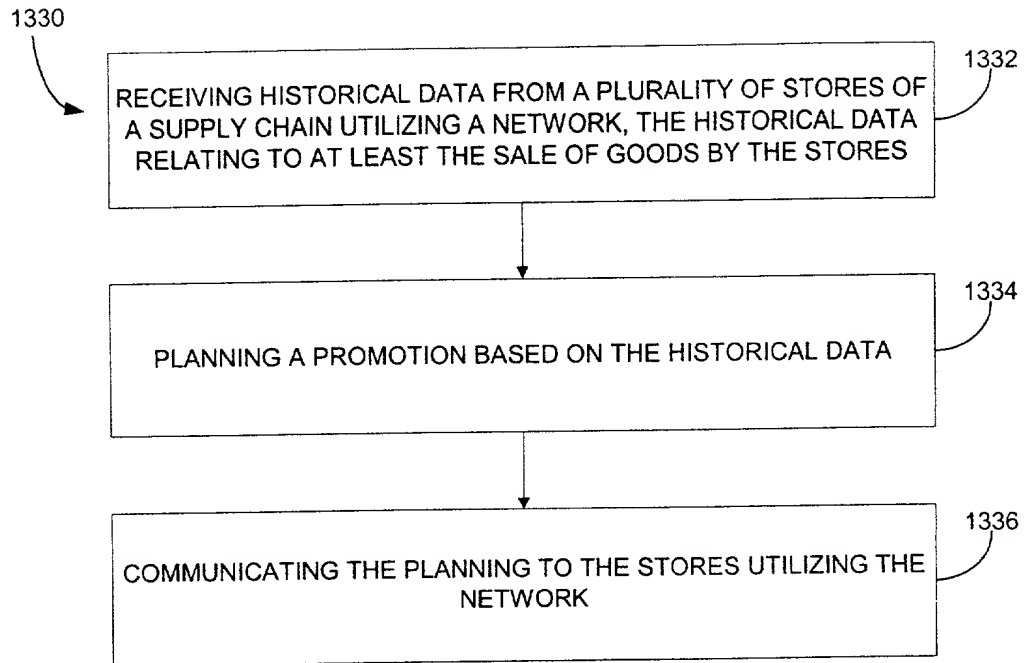 1330
1332
RECEIVING HISTORICAL DATA FROM A PLURALITY OF STORES OF
A SUPPLY CHAIN UTILIZING A NETWORK, THE HISTORICAL DATA
RELATING TO AT LEAST THE SALE OF GOODS BY THE STORES
1334
PLANNING A PROMOTION BASED ON THE HISTORICAL DATA
1336
COMMUNICATING THE PLANNING TO THE STORES UTILIZING THE
NETWORK